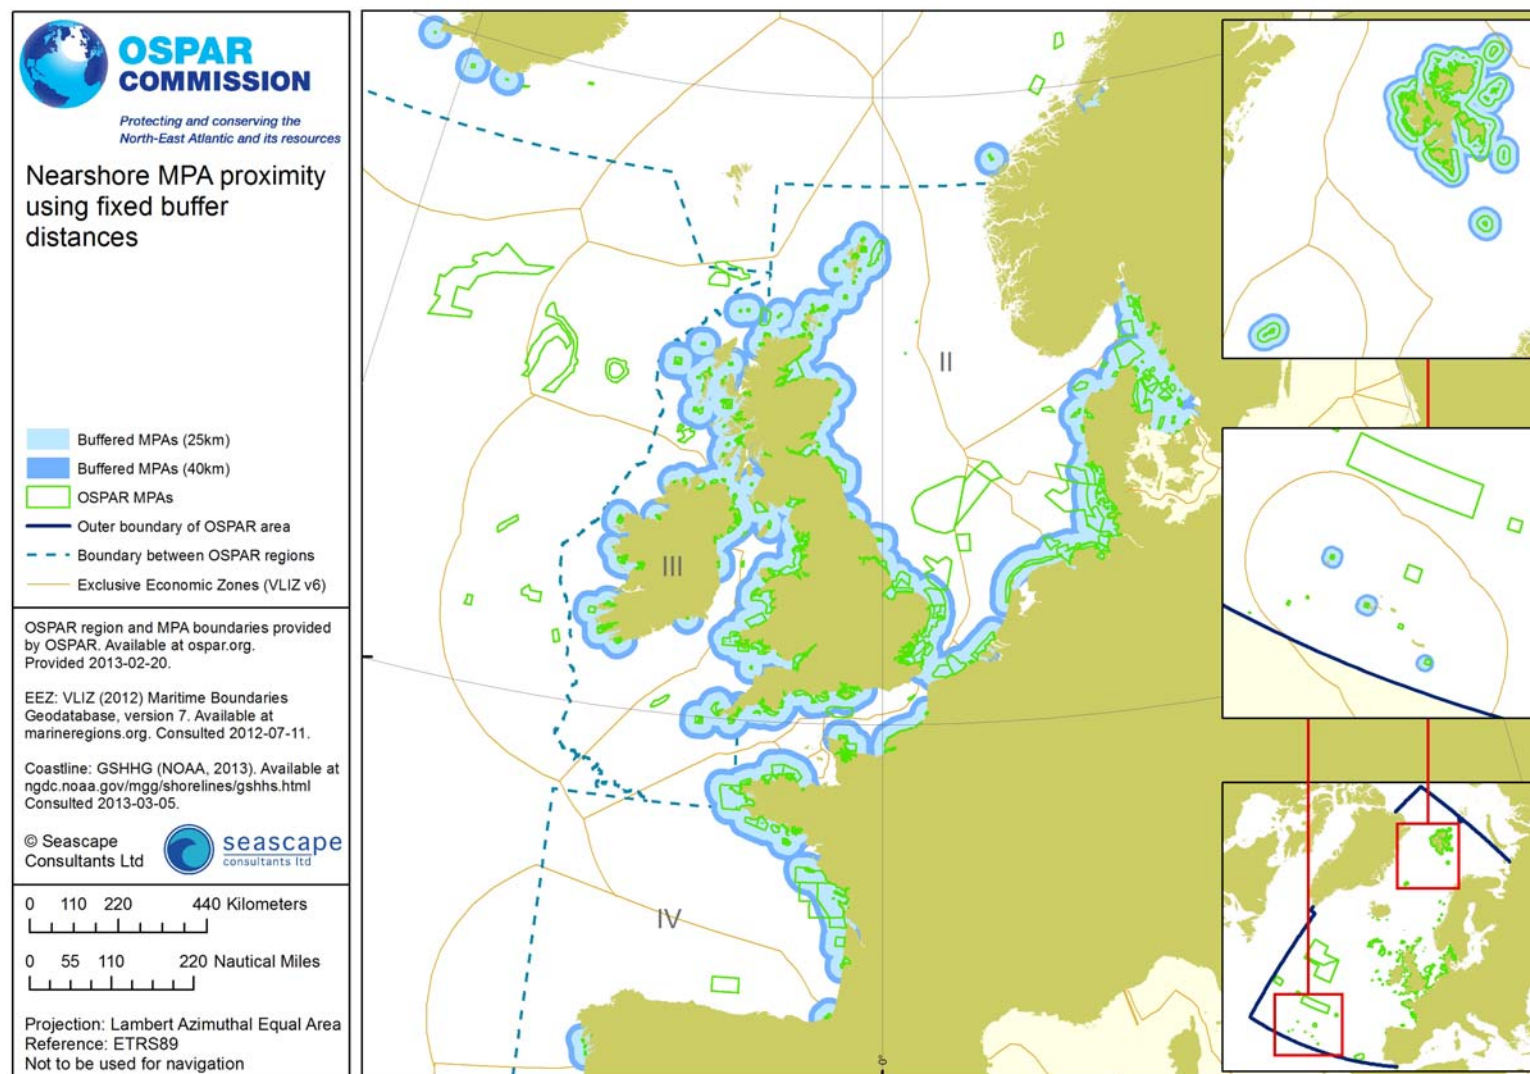 OSPAR
COMMISSION
Protecting and conserving the
North-East Atlantic and its resources
Nearshore MPA proximity
using fixed buffer
distances
Buffered MPAs (25km)
Buffered MPAs (40km)
OSPAR MPAs
Outer boundary of OSPAR area
Boundary between OSPAR regions
Exclusive Economic Zones (VLIZ v6)
OSPAR region and MPA boundaries provided
by OSPAR. Available at ospar.org.
Provided 2013-02-20.
EEZ: VLIZ (2012) Maritime Boundaries
Geodatabase, version 7. Available at
marineregions.org. Consulted 2012-07-11.
Coastline: GSHHG (NOAA, 2013). Available at
ngdc.noaa.gov/mgg/shorelines/gshhs.html
Consulted 2013-03-05.
© Seascape
Consultants Ltd
seascape
consultants ltd
0 110 220 440 Kilometers
0 55 110 220 Nautical Miles
Projection: Lambert Azimuthal Equal Area
Reference: ETRS89
Not to be used for navigation
II
III
IV
0°